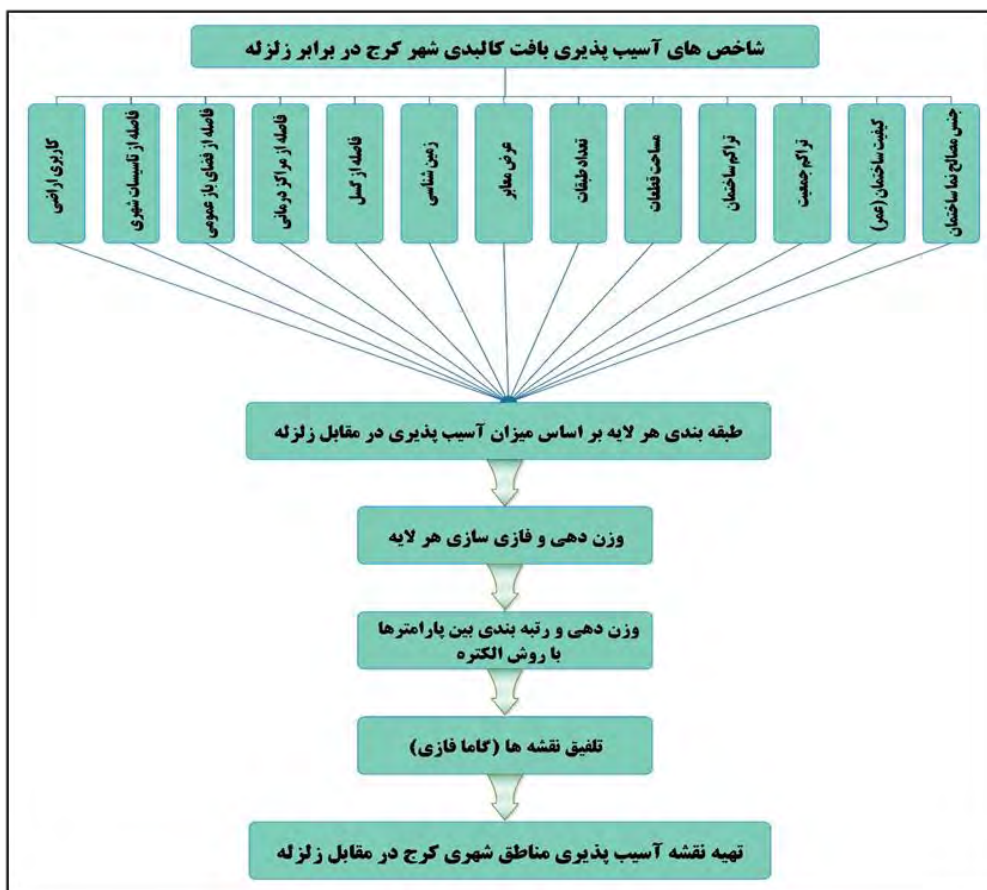 شاخص های آسیب پذیری بافت کالبدی شهر کرج در برابر زلزله
جنس مصالح نما ساختمان
کیفیت ساختمان (عمر)
تراکم جمعیت
تراکم ساختمان
مساحت قطعات
تعداد طبقات
عرض معابر
زمین شناسی
فاصله از گسل
فاصله از مراکز درمانی
فاصله از فضای باز عمومی
فاصله از تاسیسات شهری
کاربری اراضی
طبقه بندی هر لایه بر اساس میزان آسیب پذیری در مقابل زلزله
وزن دهی و فازی سازی هر لایه
وزن دهی و رتبه بندی بین پارامترها
با روش الکتره
تلفیق نقشه ها (گاما فازی)
تهیه نقشه آسیب پذیری مناطق شهری کرج در مقابل زلزله